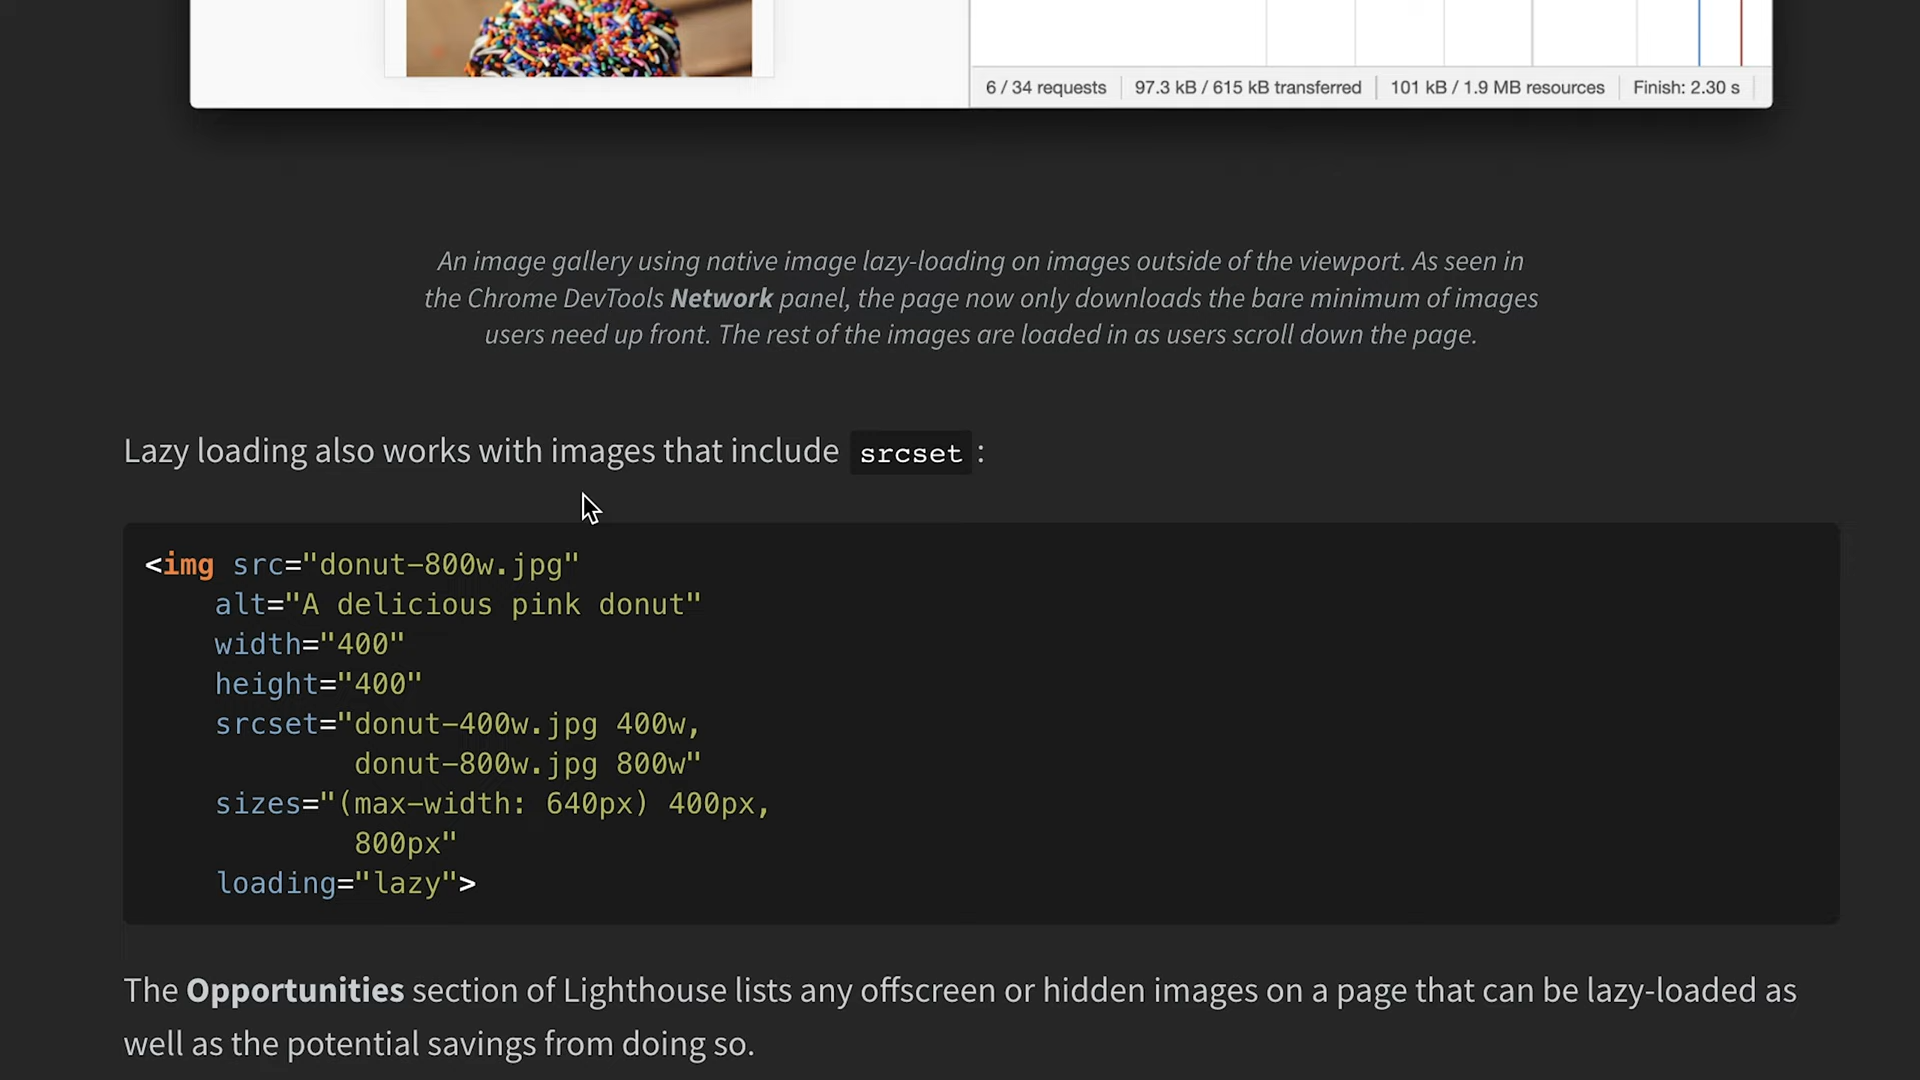 6 / 34 requests 97.3 kB / 615 kB transferred 101 kB / 1.9 MB resources Finish: 2.30 s
An image gallery using native image lazy-loading on images outside of the viewport. As seen in
the Chrome DevTools Network panel, the page now only downloads the bare minimum of images
users need up front. The rest of the images are loaded in as users scroll down the page.
Lazy loading also works with images that include srcset :
<img src="donut-800w.jpg"
    alt="A delicious pink donut"
    width="400"
    height="400"
    srcset="donut-400w.jpg 400w,
            donut-800w.jpg 800w"
    sizes="(max-width: 640px) 400px,
            800px"
    loading="lazy">
The Opportunities section of Lighthouse lists any offscreen or hidden images on a page that can be lazy-loaded as
well as the potential savings from doing so.